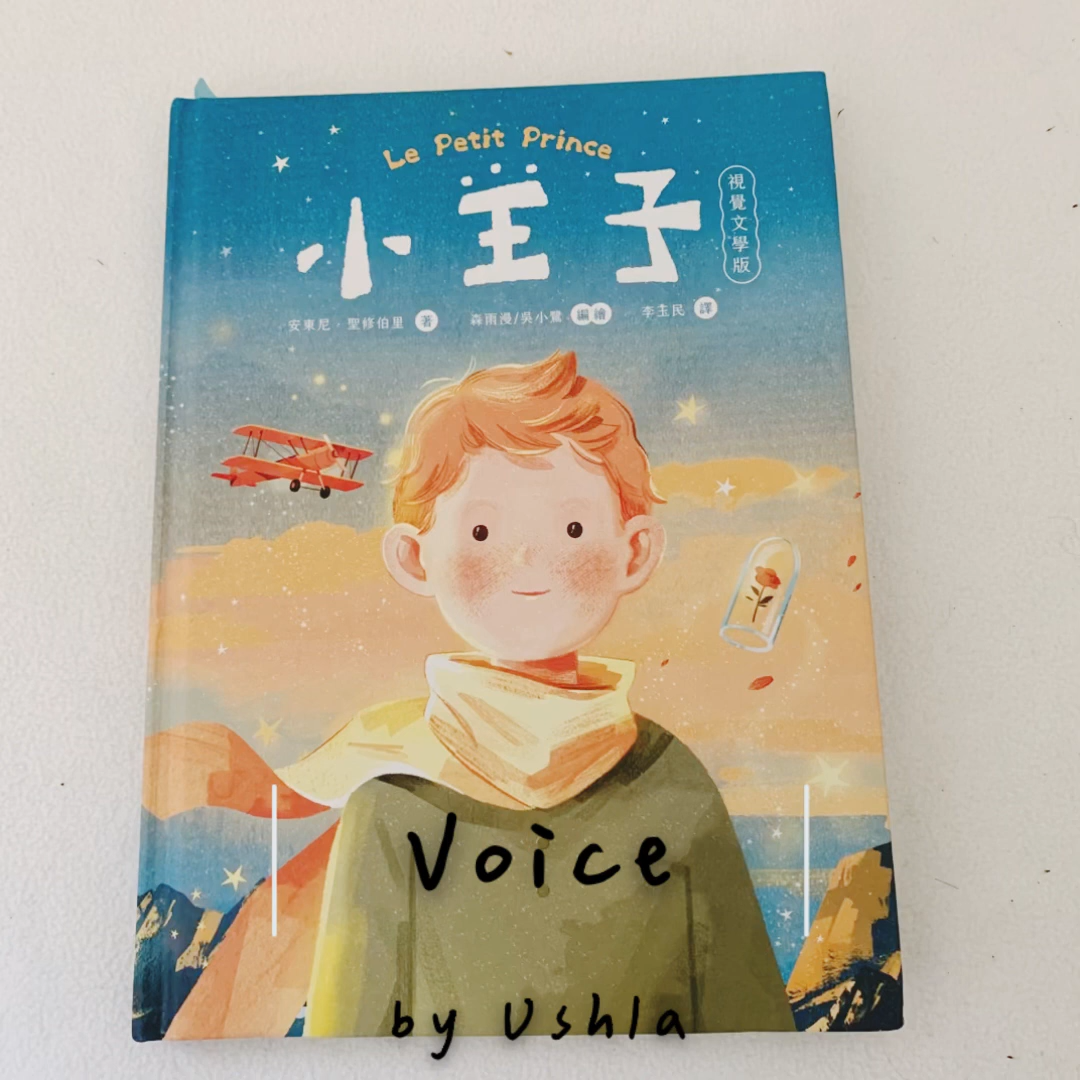 Le Petit Prince
小王子
視覺文學版
安東尼・聖修伯里 著 森雨漫/吳小鷺 編繪 李玉民 譯
Voice
by Ushla